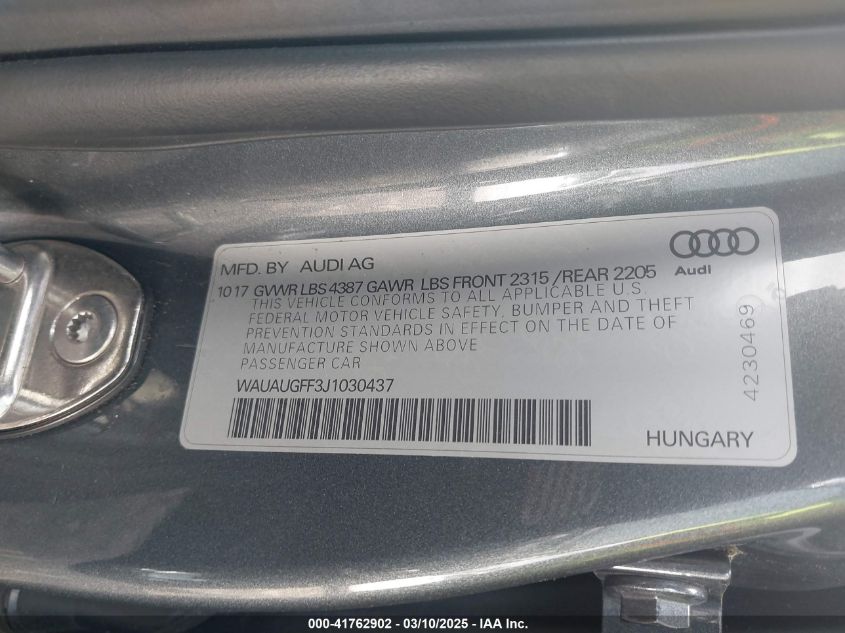 MFD. BY AUDI AG
Audi
10 17 GVWR LBS 4387 GAWR LBS FRONT 2315 /REAR 2205
THIS VEHICLE CONFORMS TO ALL APPLICABLE U.S.
FEDERAL MOTOR VEHICLE SAFETY, BUMPER AND THEFT
PREVENTION STANDARDS IN EFFECT ON THE DATE OF
MANUFACTURE SHOWN ABOVE
PASSENGER CAR
WAUAUGFF3J1030437
4230469
HUNGARY
000-41762902 - 03/10/2025 - IAA Inc.